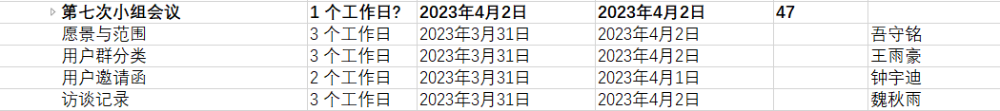 第七次小组会议 1 个工作日? 2023年4月2日 2023年4月2日 47
愿景与范围 3 个工作日 2023年3月31日 2023年4月2日 吾守铭
用户群分类 3 个工作日 2023年3月31日 2023年4月2日 王雨豪
用户邀请函 2 个工作日 2023年3月31日 2023年4月1日 钟宇迪
访谈记录 3 个工作日 2023年3月31日 2023年4月2日 魏秋雨